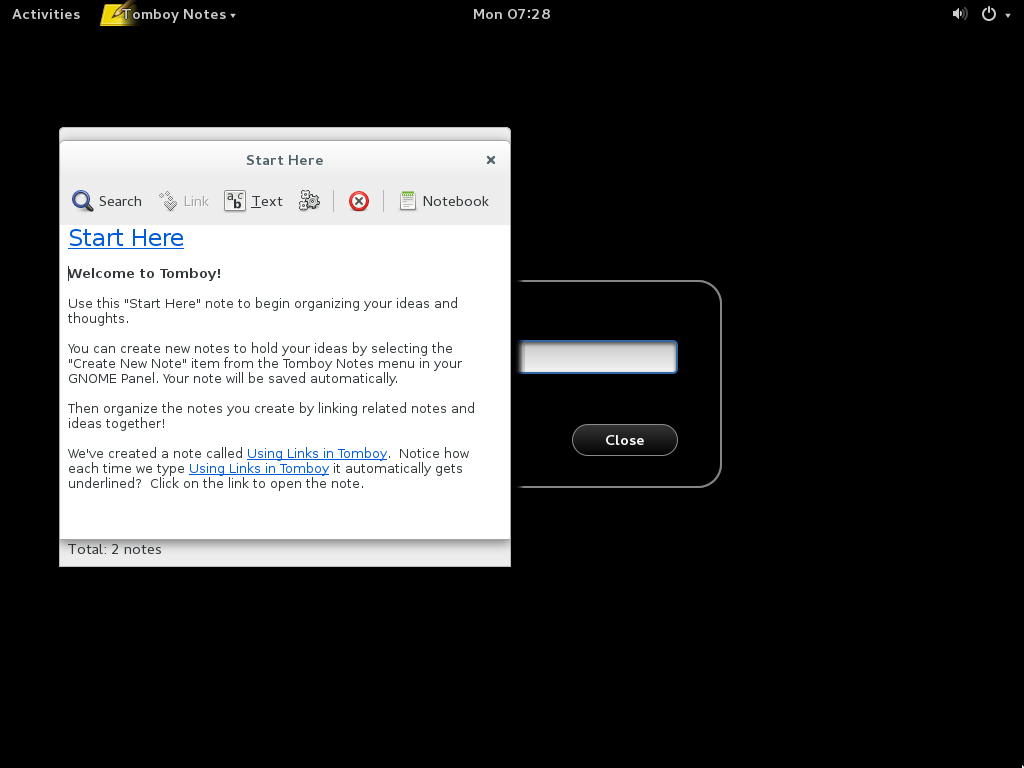 Activities Tomboy Notes Mon 07:28
Start Here
Search Link Text Notebook
Start Here
Welcome to Tomboy!
Use this "Start Here" note to begin organizing your ideas and
thoughts.
You can create new notes to hold your ideas by selecting the
"Create New Note" item from the Tomboy Notes menu in your
GNOME Panel. Your note will be saved automatically.
Then organize the notes you create by linking related notes and
ideas together!
We've created a note called Using Links in Tomboy.  Notice how
each time we type Using Links in Tomboy it automatically gets
underlined?  Click on the link to open the note.
Close
Total: 2 notes